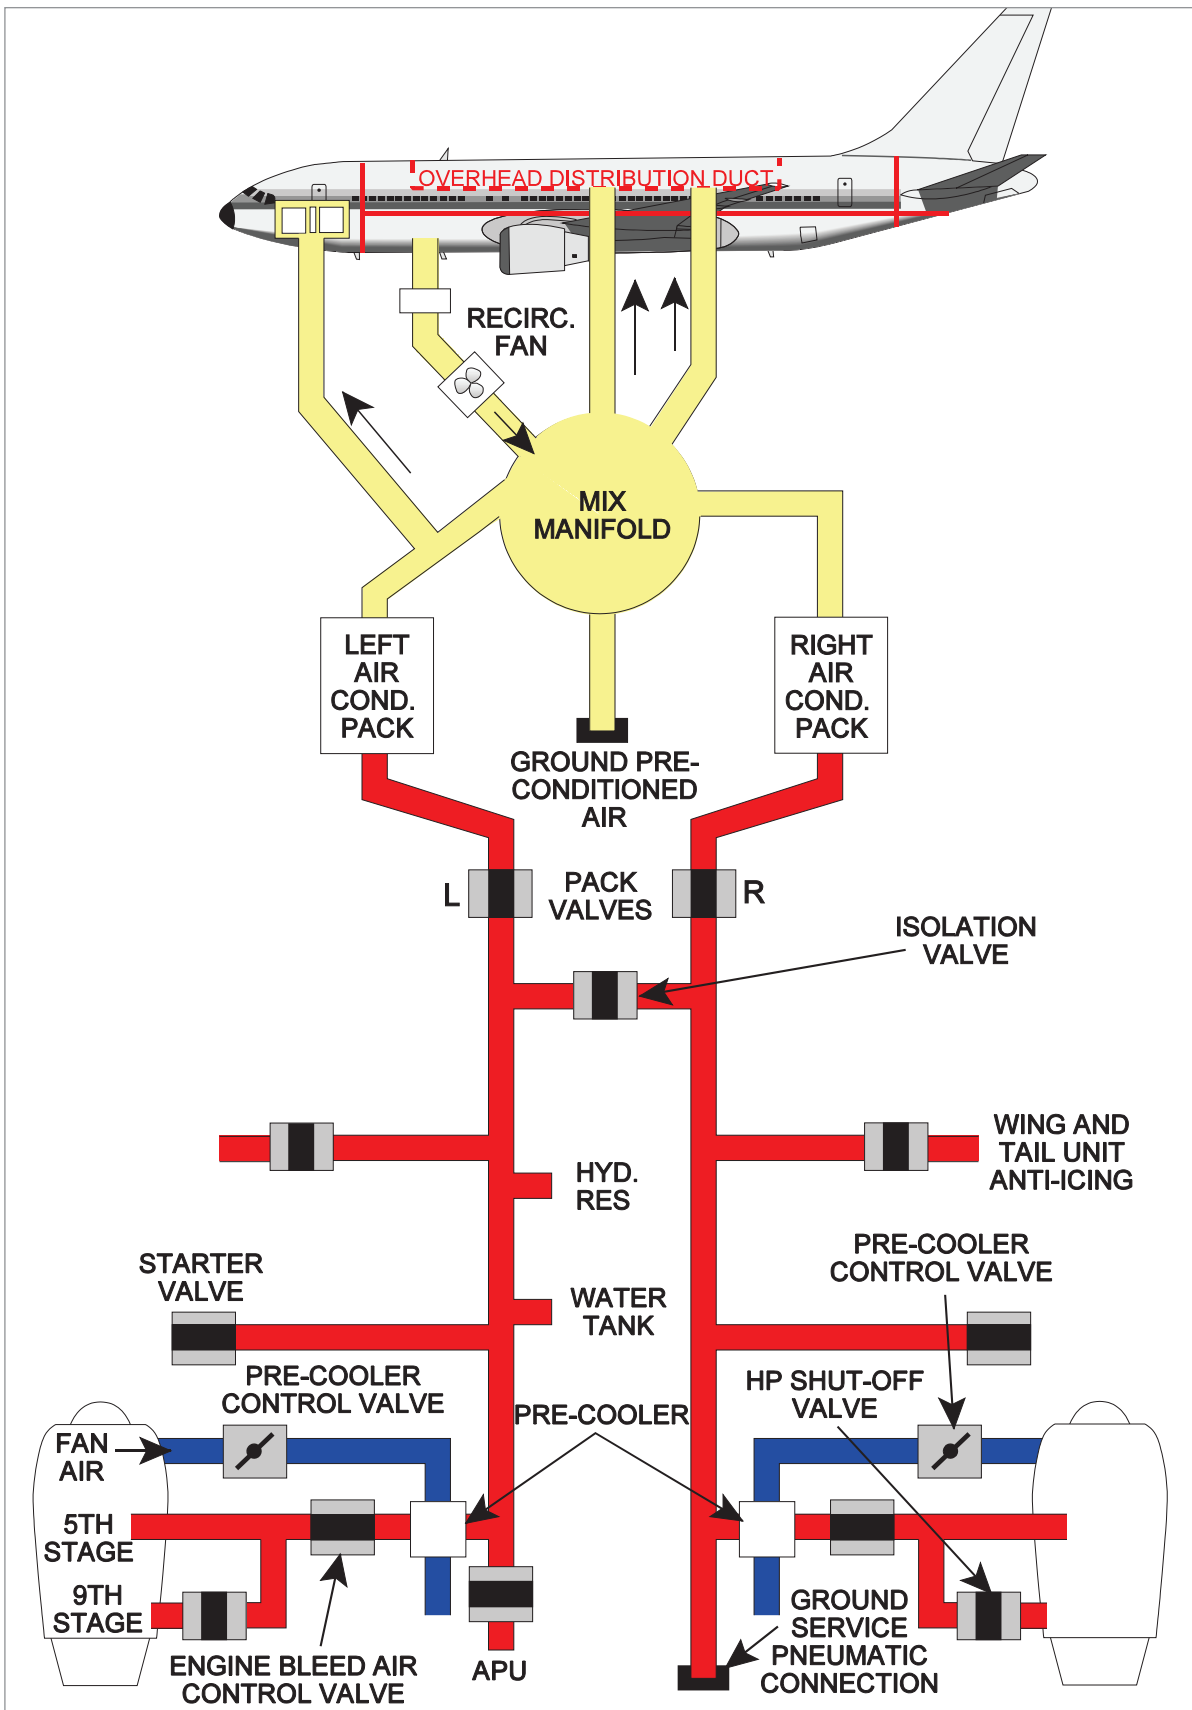 OVERHEAD DISTRIBUTION DUCT
RECIRC.
FAN
MIX
MANIFOLD
LEFT
AIR
COND.
PACK
RIGHT
AIR
COND.
PACK
GROUND PRE-
CONDITIONED
AIR
L
PACK
VALVES
R
ISOLATION
VALVE
WING AND
TAIL UNIT
ANTI-ICING
HYD.
RES
STARTER
VALVE
WATER
TANK
PRE-COOLER
CONTROL VALVE
PRE-COOLER
CONTROL VALVE
PRE-COOLER
HP SHUT-OFF
VALVE
FAN
AIR
5TH
STAGE
9TH
STAGE
ENGINE BLEED AIR
CONTROL VALVE
APU
GROUND
SERVICE
PNEUMATIC
CONNECTION